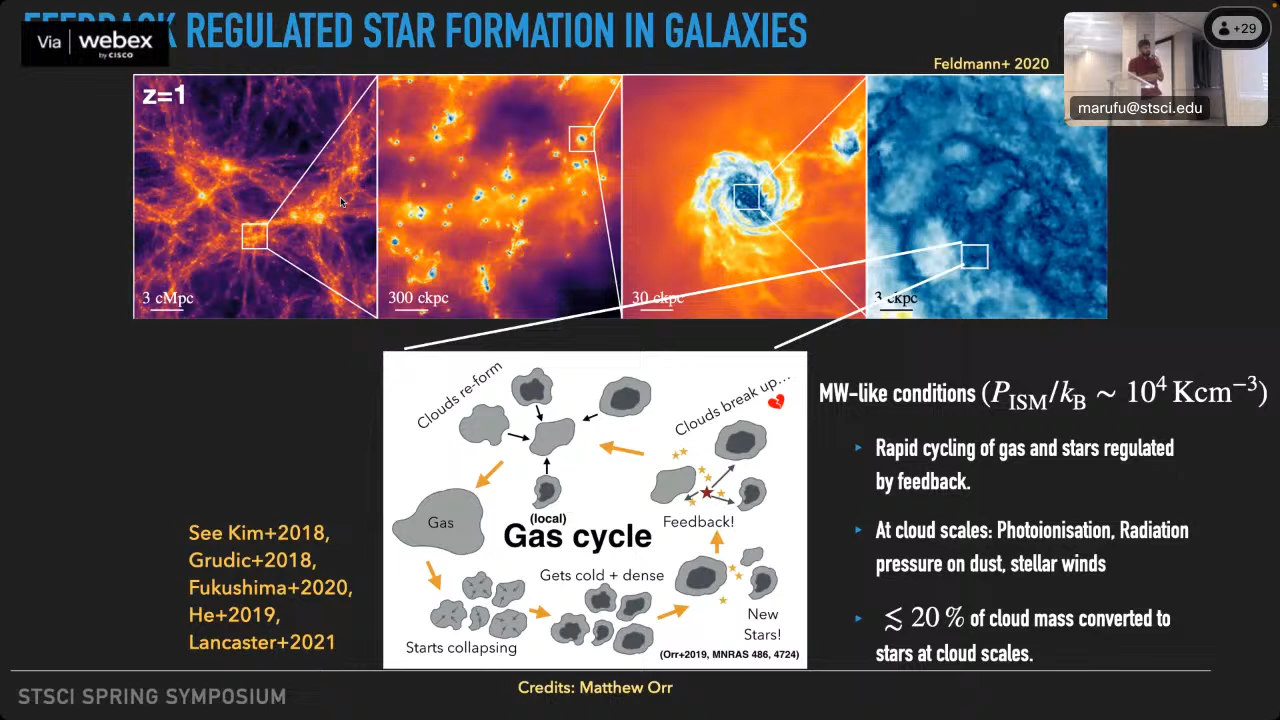 FEEDBACK REGULATED STAR FORMATION IN GALAXIES
Via webex
by CISCO
+29
Feldmann+ 2020
marufu@stsci.edu
z=1
3 cMpc
300 ckpc
30 ckpc
3 ckpc
Clouds re-form
Clouds break up...
Gas
(local)
Gas cycle
Feedback!
Gets cold + dense
New
Stars!
Starts collapsing
(Orr+2019, MNRAS 486, 4724)
See Kim+2018,
Grudic+2018,
Fukushima+2020,
He+2019,
Lancaster+2021
MW-like conditions (P_ISM/k_B ∼ 10⁴ Kcm⁻³)
▸ Rapid cycling of gas and stars regulated
by feedback.
▸ At cloud scales: Photoionisation, Radiation
pressure on dust, stellar winds
▸ ≲ 20 % of cloud mass converted to
stars at cloud scales.
Credits: Matthew Orr
STSCI SPRING SYMPOSIUM